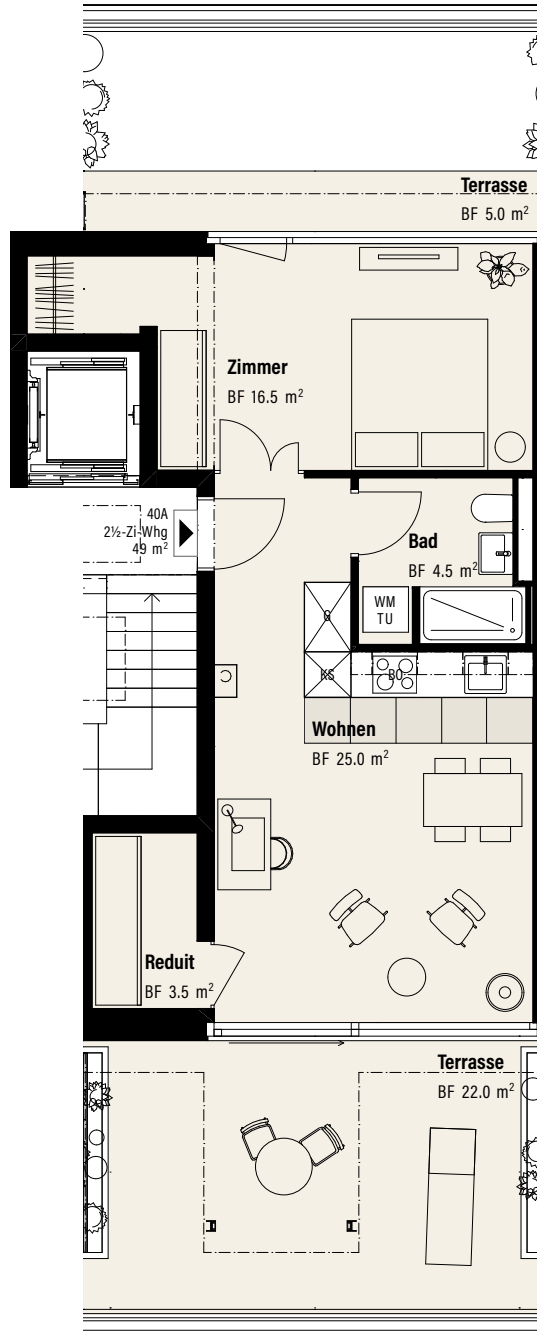 Terrasse
BF 5.0 m²
Zimmer
BF 16.5 m²
40A
2½-Zi-Whg
49 m²
Bad
BF 4.5 m²
WM
TU
G
KS
BO
Wohnen
BF 25.0 m²
Reduit
BF 3.5 m²
Terrasse
BF 22.0 m²